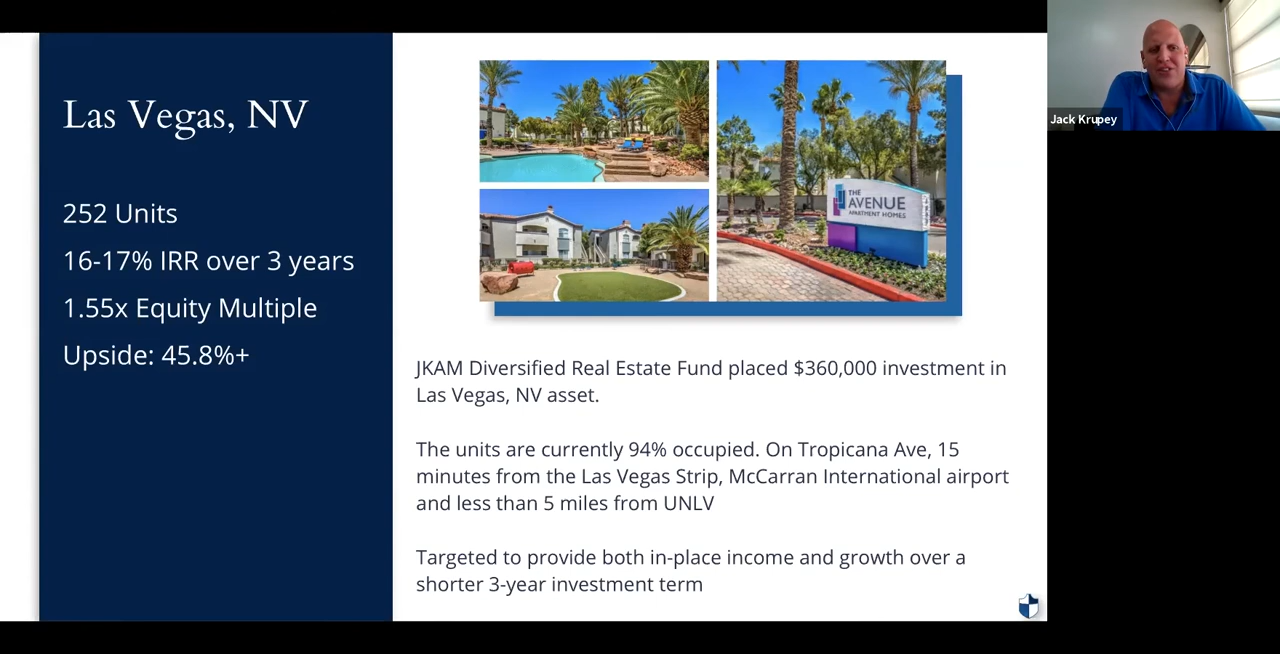 Las Vegas, NV
252 Units
16-17% IRR over 3 years
1.55x Equity Multiple
Upside: 45.8%+
THE
AVENUE
APARTMENT HOMES
JKAM Diversified Real Estate Fund placed $360,000 investment in
Las Vegas, NV asset.
The units are currently 94% occupied. On Tropicana Ave, 15
minutes from the Las Vegas Strip, McCarran International airport
and less than 5 miles from UNLV
Targeted to provide both in-place income and growth over a
shorter 3-year investment term
Jack Krupey